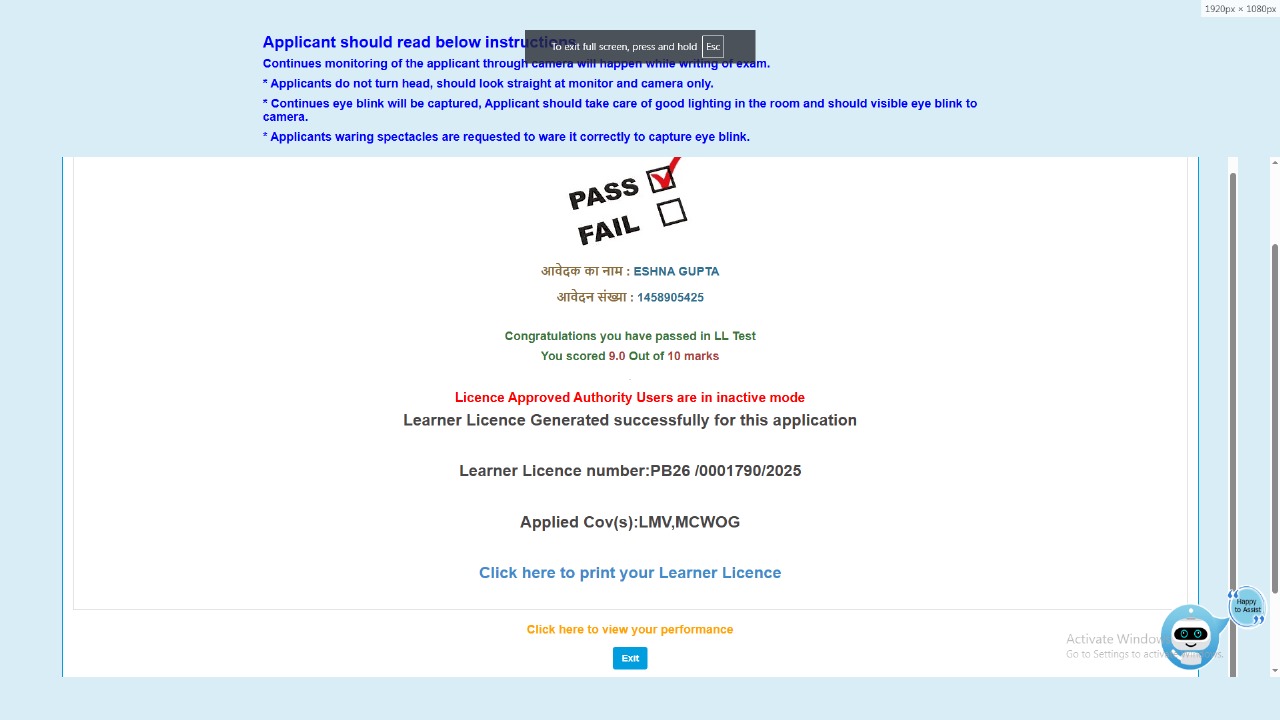 1920px × 1080px
Applicant should read below instructions
To exit full screen, press and hold Esc
Continues monitoring of the applicant through camera will happen while writing of exam.
* Applicants do not turn head, should look straight at monitor and camera only.
* Continues eye blink will be captured, Applicant should take care of good lighting in the room and should visible eye blink to
camera.
* Applicants waring spectacles are requested to ware it correctly to capture eye blink.
PASS
FAIL
आवेदक का नाम : ESHNA GUPTA
आवेदन संख्या : 1458905425
Congratulations you have passed in LL Test
You scored 9.0 Out of 10 marks
Licence Approved Authority Users are in inactive mode
Learner Licence Generated successfully for this application
Learner Licence number:PB26 /0001790/2025
Applied Cov(s):LMV,MCWOG
Click here to print your Learner Licence
Happy
to Assist
Click here to view your performance
Activate Windows
Go to Settings to activate Windows.
Exit